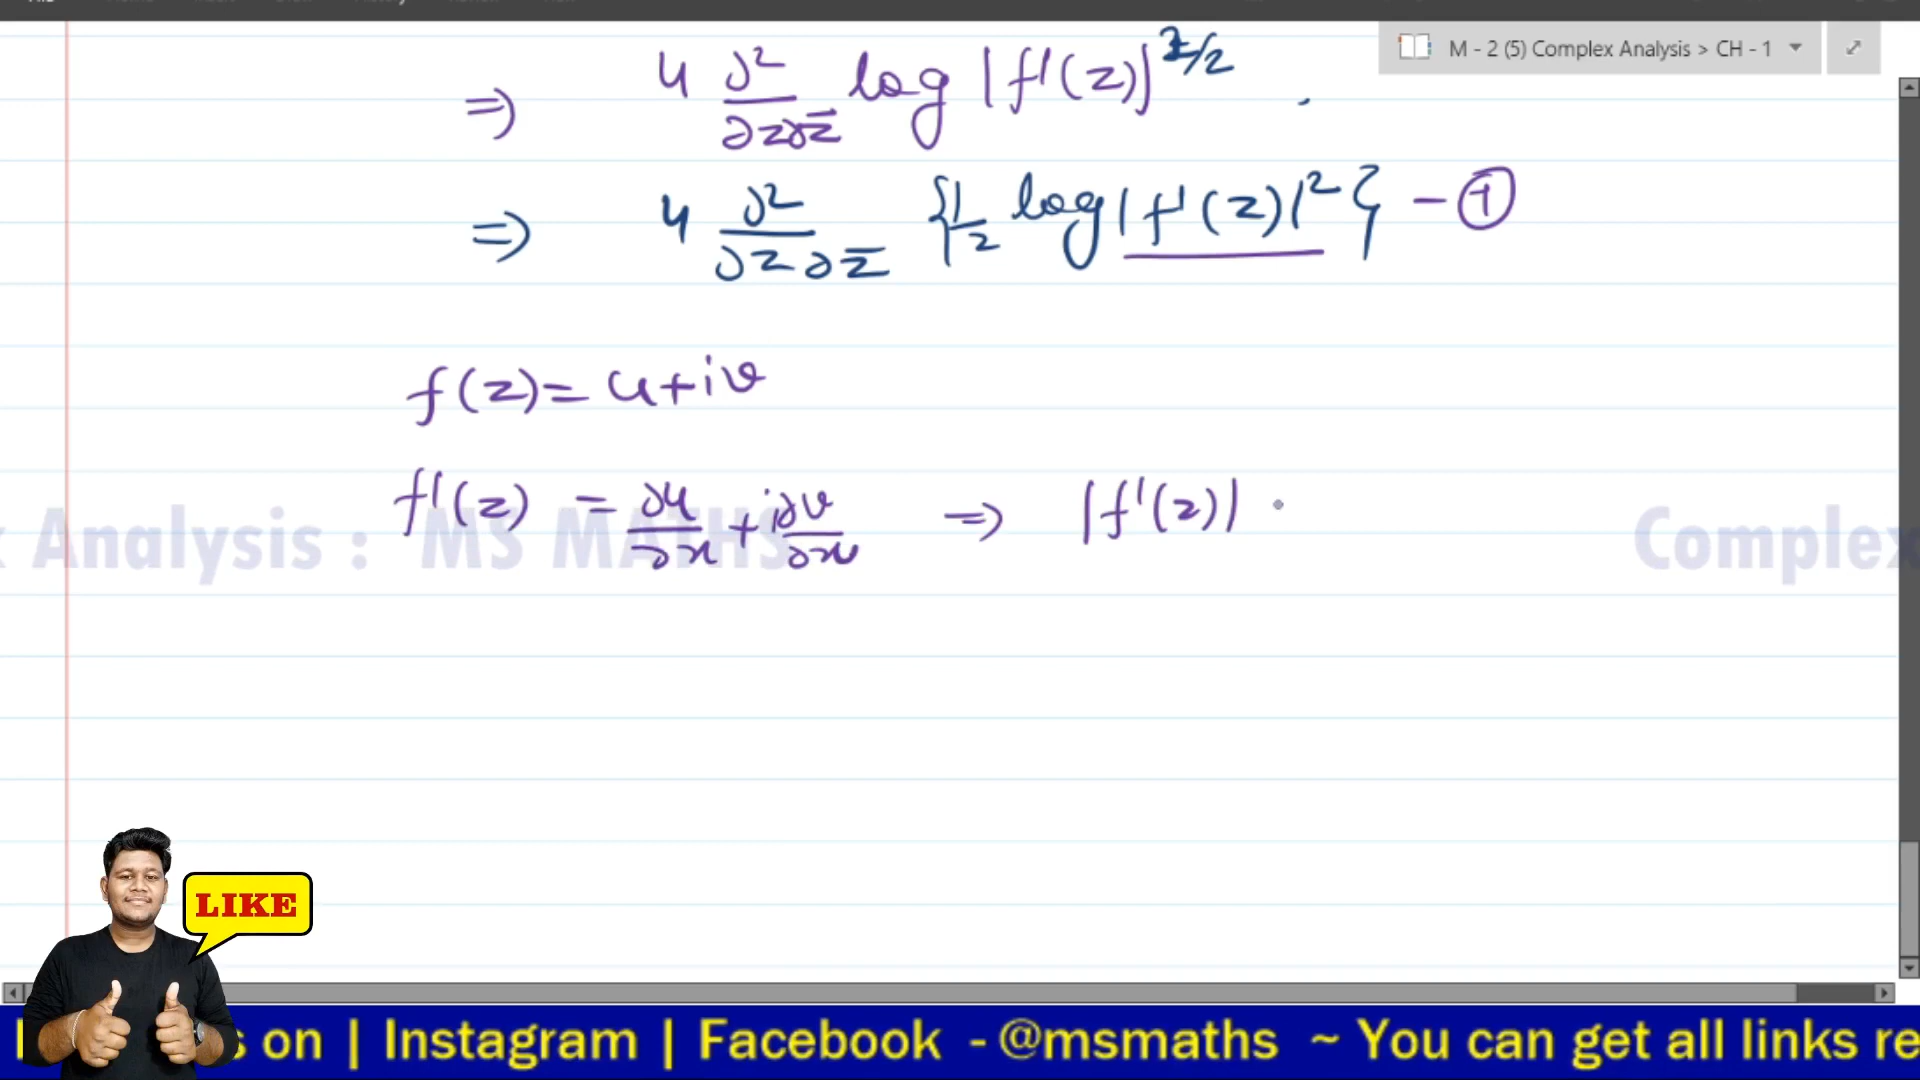 M - 2 (5) Complex Analysis > CH - 1
⇒ 4 ∂²/∂z∂z̄ log |f'(z)|^2/2 .
⇒ 4 ∂²/∂z∂z̄ {1/2 log |f'(z)|²} - ①
f(z) = u+iv
f'(z) = ∂u/∂x + i∂v/∂x ⇒ |f'(z)|
Analysis : MS MATHS Complex
LIKE
s on | Instagram | Facebook - @msmaths ~ You can get all links re